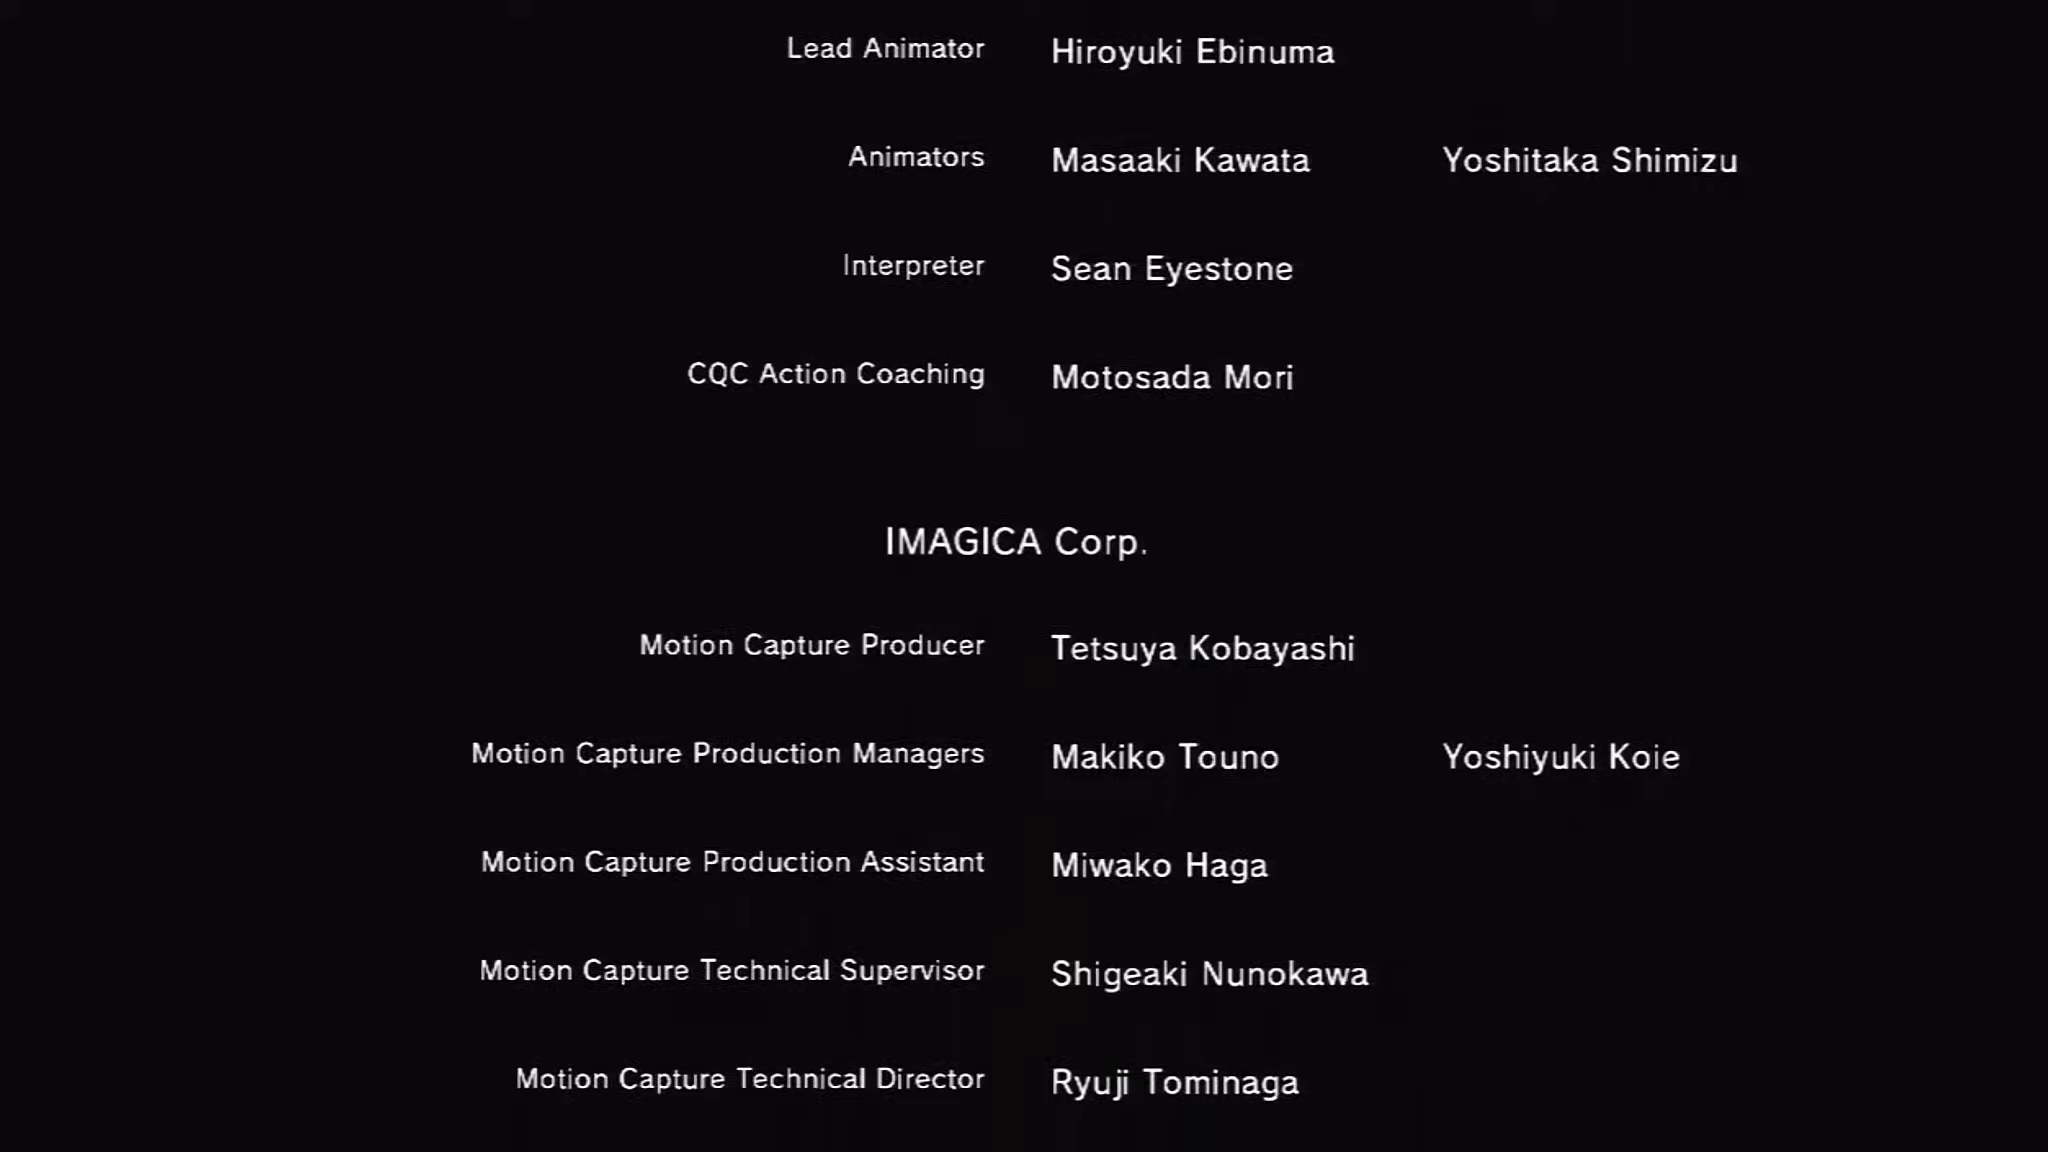 Lead Animator Hiroyuki Ebinuma
Animators Masaaki Kawata Yoshitaka Shimizu
Interpreter Sean Eyestone
CQC Action Coaching Motosada Mori
IMAGICA Corp.
Motion Capture Producer Tetsuya Kobayashi
Motion Capture Production Managers Makiko Touno Yoshiyuki Koie
Motion Capture Production Assistant Miwako Haga
Motion Capture Technical Supervisor Shigeaki Nunokawa
Motion Capture Technical Director Ryuji Tominaga